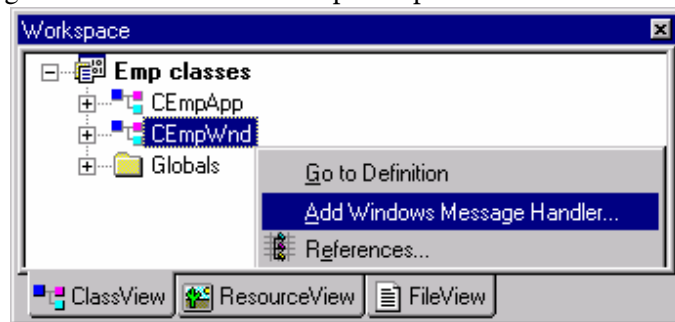 Workspace
Emp classes
CEmpApp
CEmpWnd
Globals
Go to Definition
Add Windows Message Handler...
References...
ClassView ResourceView FileView